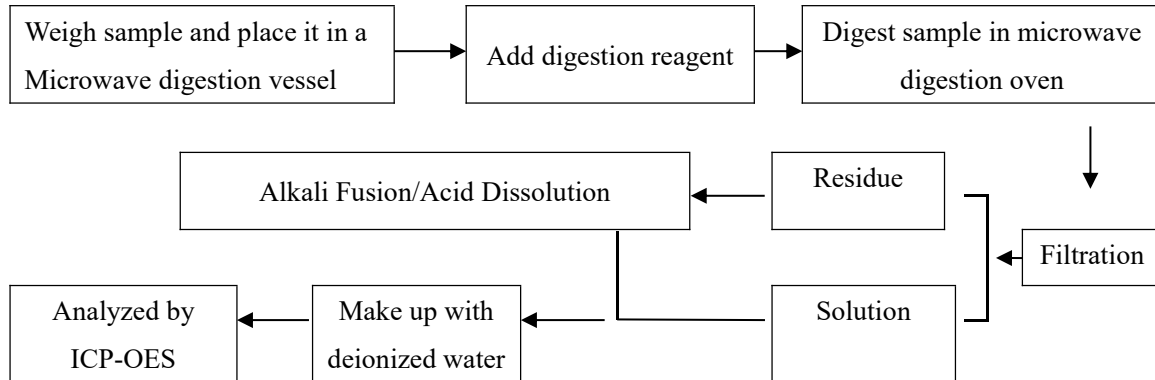 Weigh sample and place it in a
Microwave digestion vessel
Add digestion reagent
Digest sample in microwave
digestion oven
Alkali Fusion/Acid Dissolution
Residue
Filtration
Analyzed by
ICP-OES
Make up with
deionized water
Solution